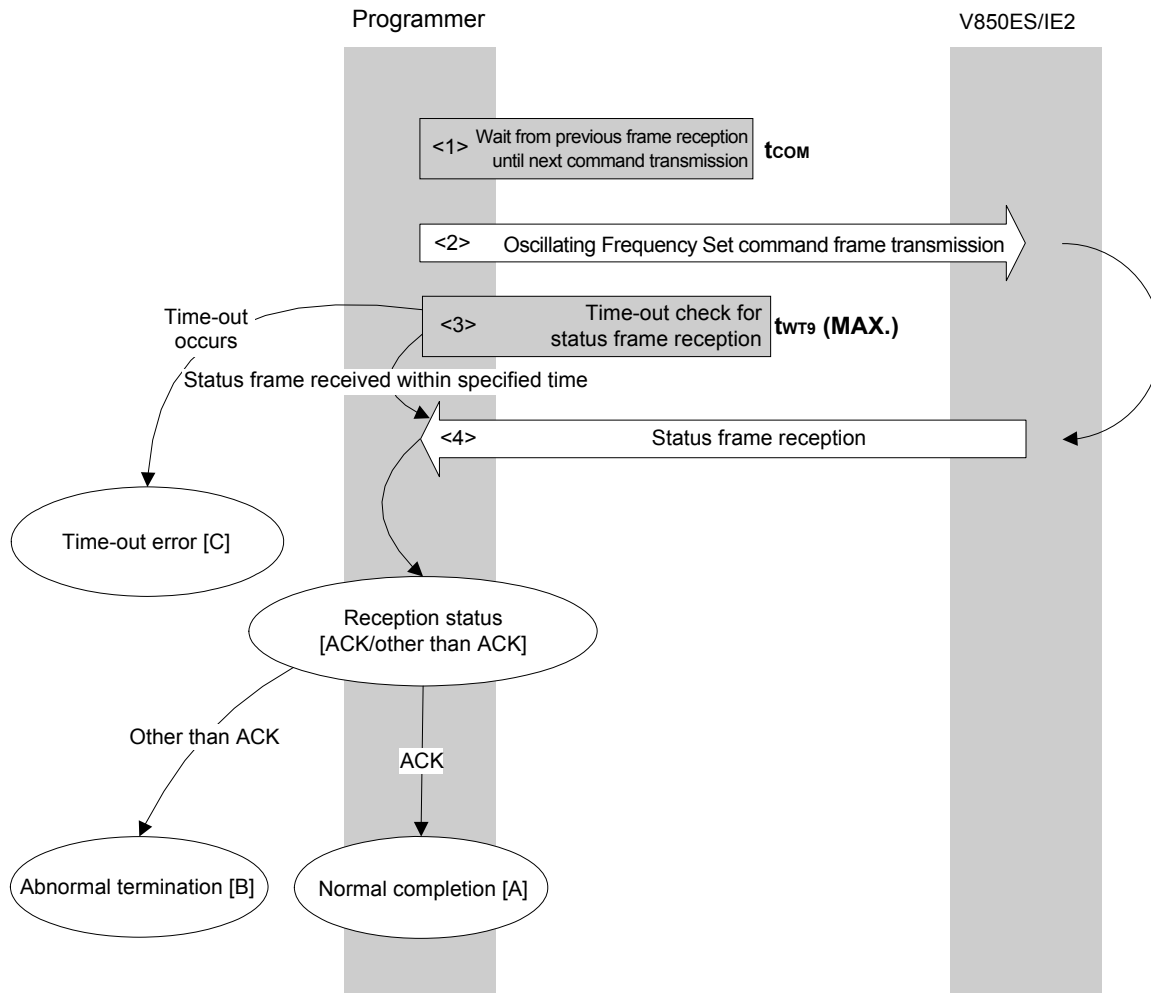 Programmer
V850ES/IE2
<1> Wait from previous frame reception
until next command transmission
tCOM
<2> Oscillating Frequency Set command frame transmission
Time-out
occurs
<3> Time-out check for
status frame reception
tWT9 (MAX.)
Status frame received within specified time
<4> Status frame reception
Time-out error [C]
Reception status
[ACK/other than ACK]
Other than ACK
ACK
Abnormal termination [B]
Normal completion [A]